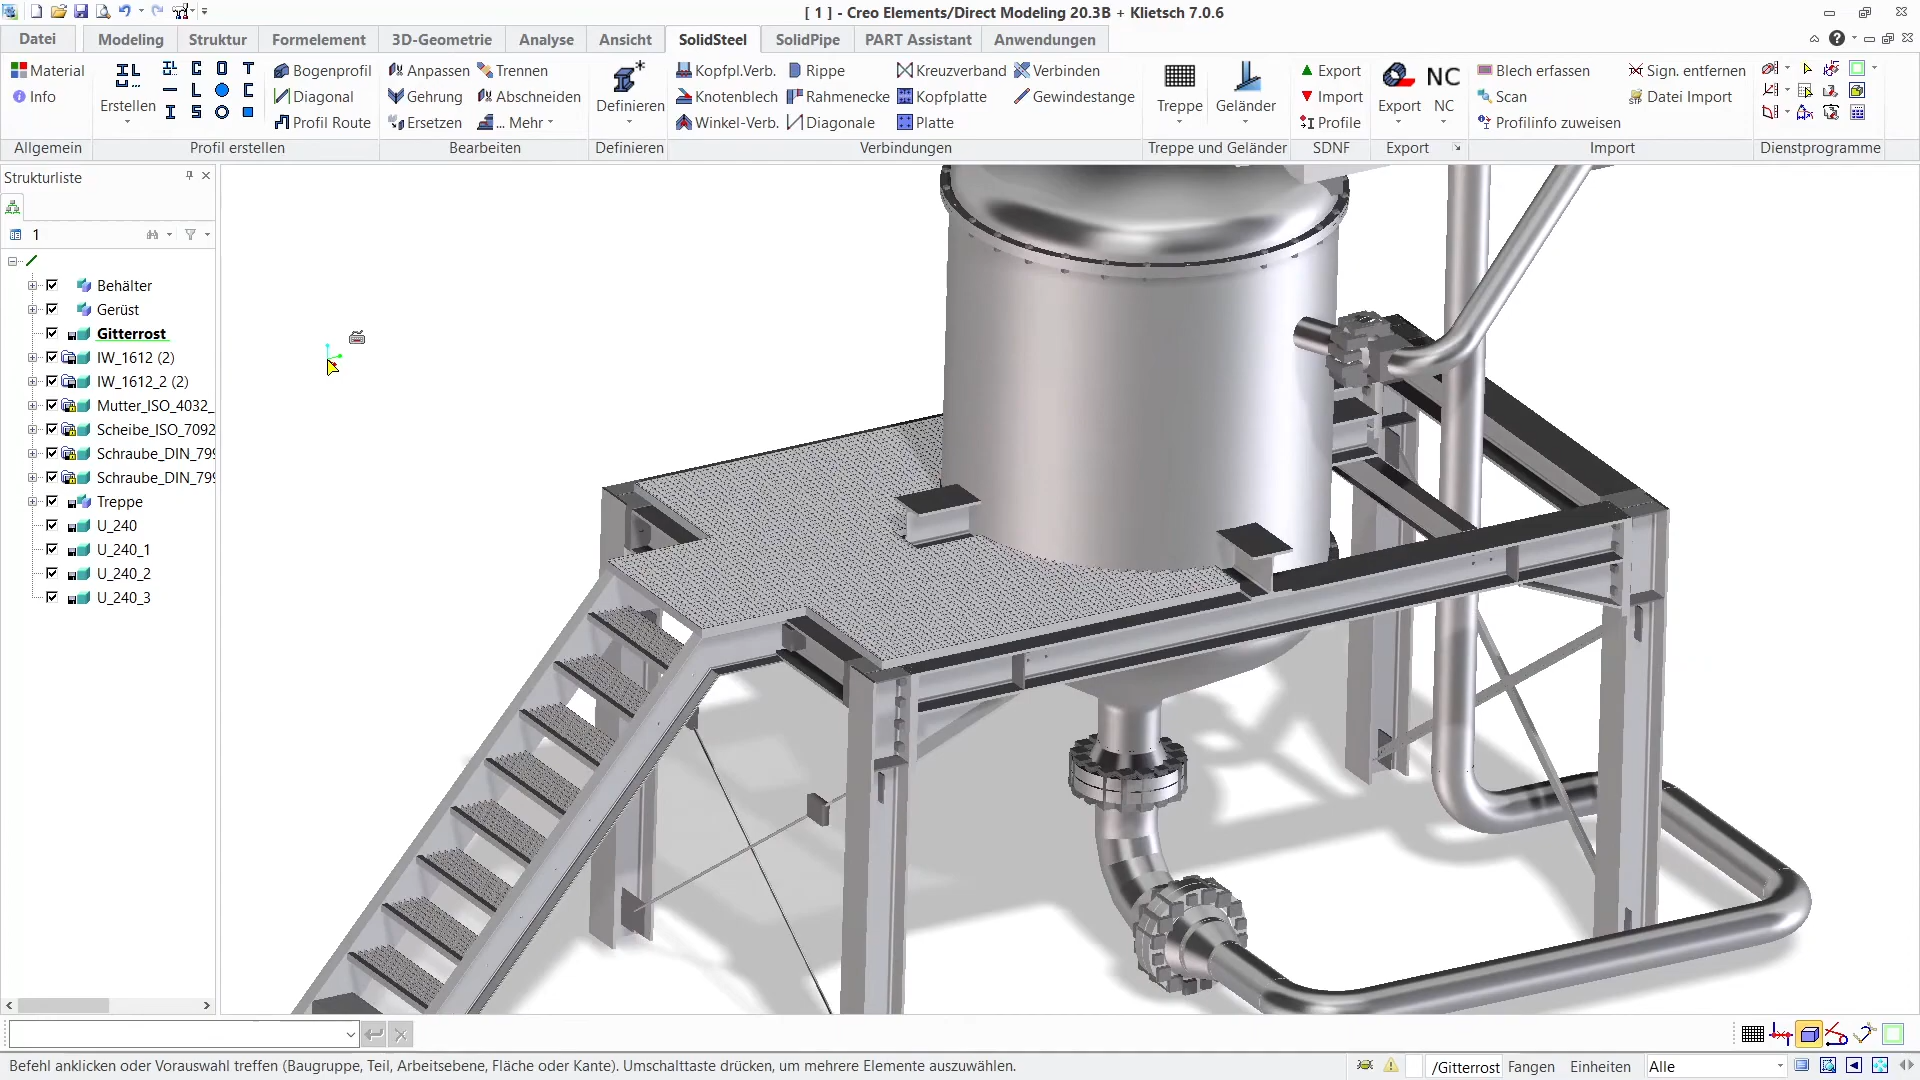 [ 1 ] - Creo Elements/Direct Modeling 20.3B + Klietsch 7.0.6
Datei
Modeling
Struktur
Formelement
3D-Geometrie
Analyse
Ansicht
SolidSteel
SolidPipe
PART Assistant
Anwendungen
Material
Info
Allgemein
Erstellen
Bogenprofil
Diagonal
Profil Route
Profil erstellen
Anpassen
Gehrung
Ersetzen
Trennen
Abschneiden
... Mehr
Bearbeiten
Definieren
Definieren
Kopfpl.Verb.
Knotenblech
Winkel-Verb.
Rippe
Rahmenecke
Diagonale
Kreuzverband
Kopfplatte
Platte
Verbinden
Gewindestange
Verbindungen
Treppe
Geländer
Treppe und Geländer
Export
Import
Profile
SDNF
Export
NC
NC
Export
Blech erfassen
Scan
Profilinfo zuweisen
Sign. entfernen
Datei Import
Import
Dienstprogramme
Strukturliste
1
Behälter
Gerüst
Gitterrost
IW_1612 (2)
IW_1612_2 (2)
Mutter_ISO_4032_
Scheibe_ISO_7092
Schraube_DIN_799
Schraube_DIN_799
Treppe
U_240
U_240_1
U_240_2
U_240_3
Befehl anklicken oder Vorauswahl treffen (Baugruppe, Teil, Arbeitsebene, Fläche oder Kante). Umschalttaste drücken, um mehrere Elemente auszuwählen.
/Gitterrost
Fangen
Einheiten
Alle